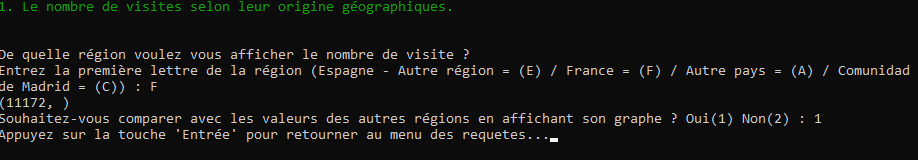 1. Le nombre de visites selon leur origine géographiques.
De quelle région voulez vous afficher le nombre de visite ?
Entrez la première lettre de la région (Espagne - Autre région = (E) / France = (F) / Autre pays = (A) / Comunidad
de Madrid = (C)) : F
(11172, )
Souhaitez-vous comparer avec les valeurs des autres régions en affichant son graphe ? Oui(1) Non(2) : 1
Appuyez sur la touche 'Entrée' pour retourner au menu des requetes...